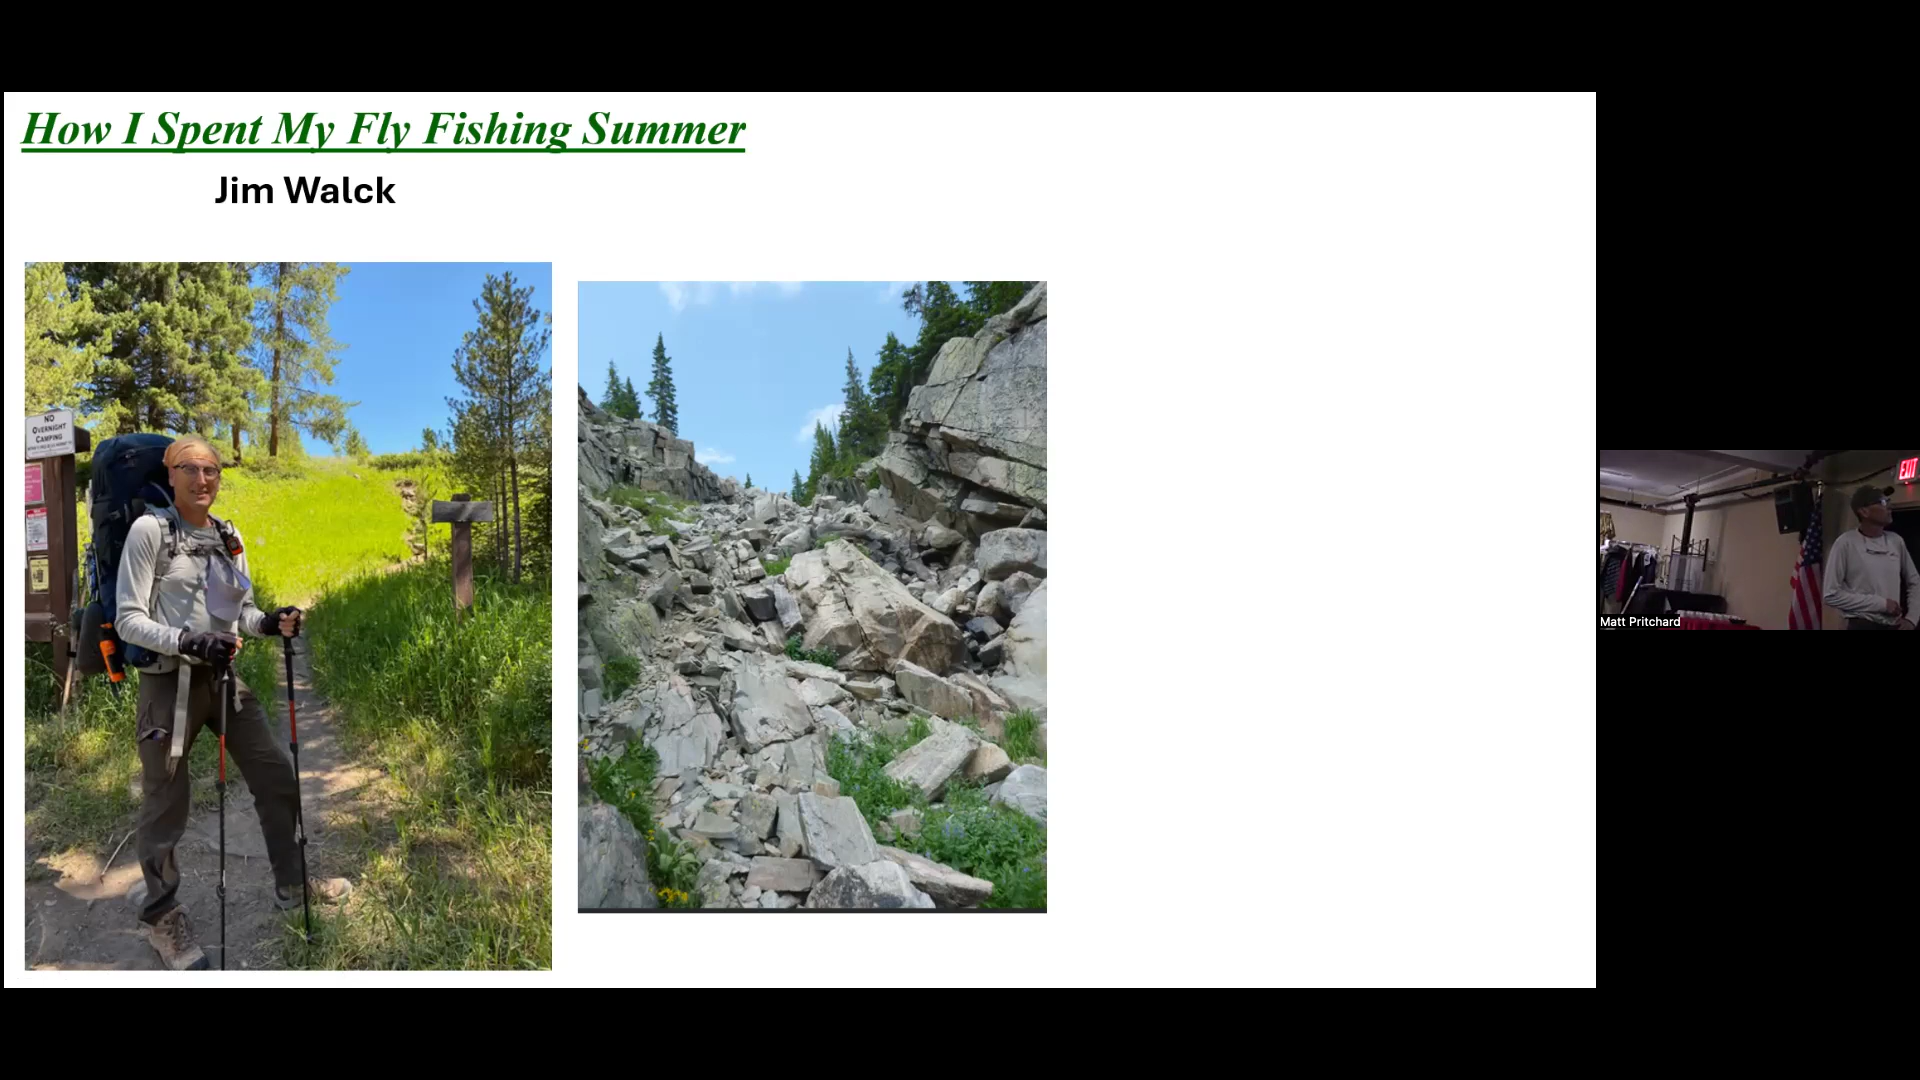 How I Spent My Fly Fishing Summer
Jim Walck
NO
OVERNIGHT
CAMPING
EXIT
Matt Pritchard